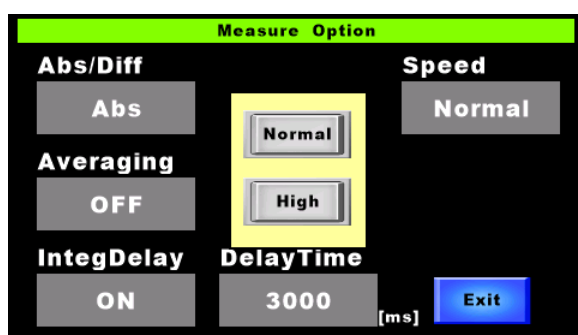 Measure Option
Abs/Diff
Speed
Abs
Normal
Normal
Averaging
OFF
High
IntegDelay
DelayTime
ON
3000
[ms]
Exit